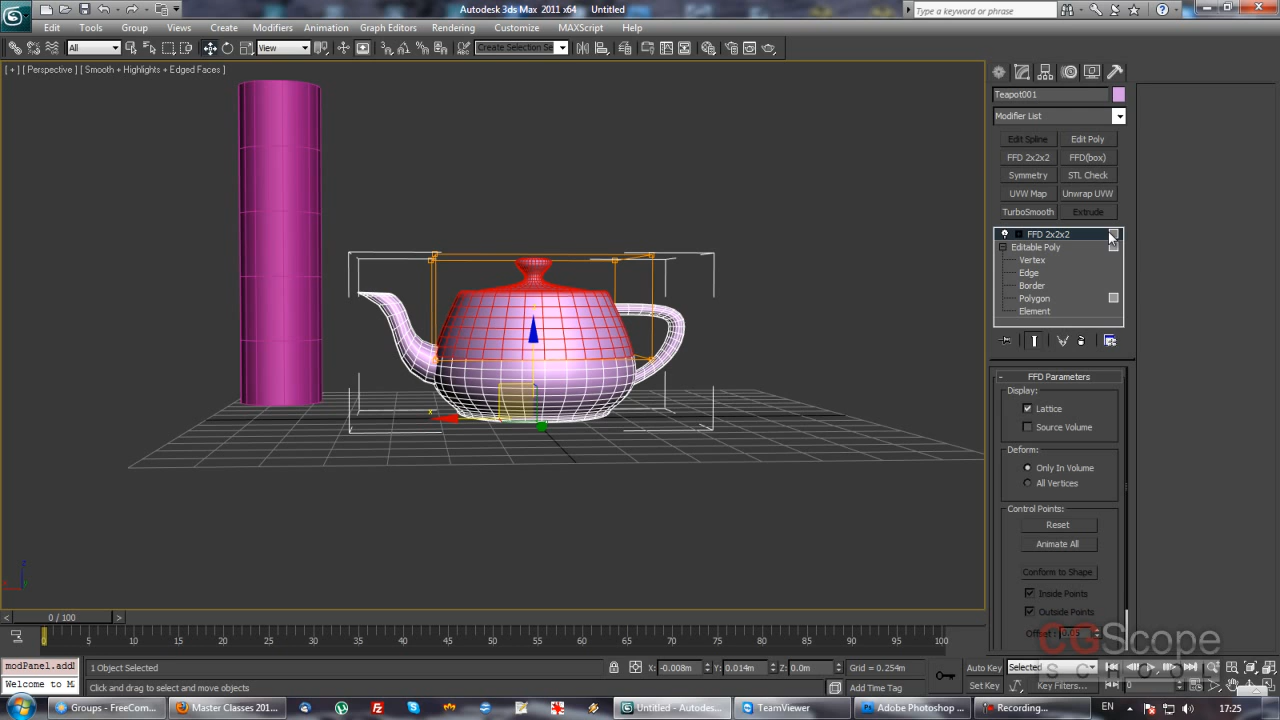 Autodesk 3ds Max 2011 x64   Untitled
Type a keyword or phrase
Edit Tools Group Views Create Modifiers Animation Graph Editors Rendering Customize MAXScript Help
All View Create Selection Se
[ + ] [ Perspective ] [ Smooth + Highlights + Edged Faces ]
Teapot001
Modifier List
Edit Spline Edit Poly
FFD 2x2x2 FFD(box)
Symmetry STL Check
UVW Map Unwrap UVW
TurboSmooth Extrude
FFD 2x2x2
Editable Poly
Vertex
Edge
Border
Polygon
Element
- FFD Parameters
Display:
Lattice
Source Volume
Deform:
Only In Volume
All Vertices
Control Points:
Reset
Animate All
Conform to Shape
Inside Points
Outside Points
Offset: 0.05
CGScope
SCHOOL
z
x
< 0 / 100 >
0 5 10 15 20 25 30 35 40 45 50 55 60 65 70 75 80 85 90 95 100
modPanel.addl 1 Object Selected X: -0.008m Y: 0.014m Z: 0.0m Grid = 0.254m Auto Key Selected
Welcome to M Click and drag to select and move objects Add Time Tag Set Key Key Filters... 0
Groups - FreeCom... Master Classes 201... Untitled - Autodes... TeamViewer Adobe Photoshop ... Recording... EN 17:25